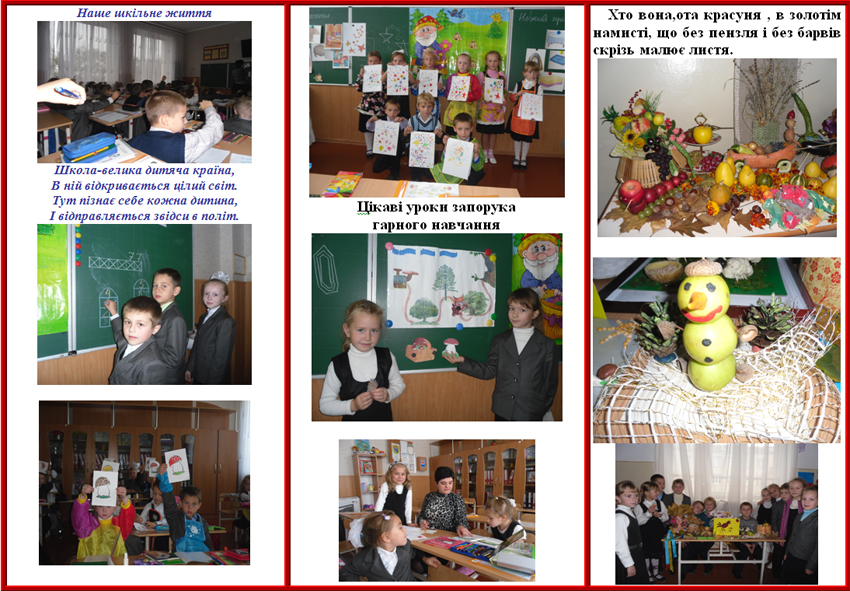 Наше шкільне життя
Школа-велика дитяча країна,
В ній відкривається цілий світ.
Тут пізнає себе кожна дитина,
І відправляється звідси в політ.
Цікаві уроки запорука
гарного навчання
Хто вона,ота красуня , в золотім
намисті, що без пензля і без барвів
скрізь малює листя.